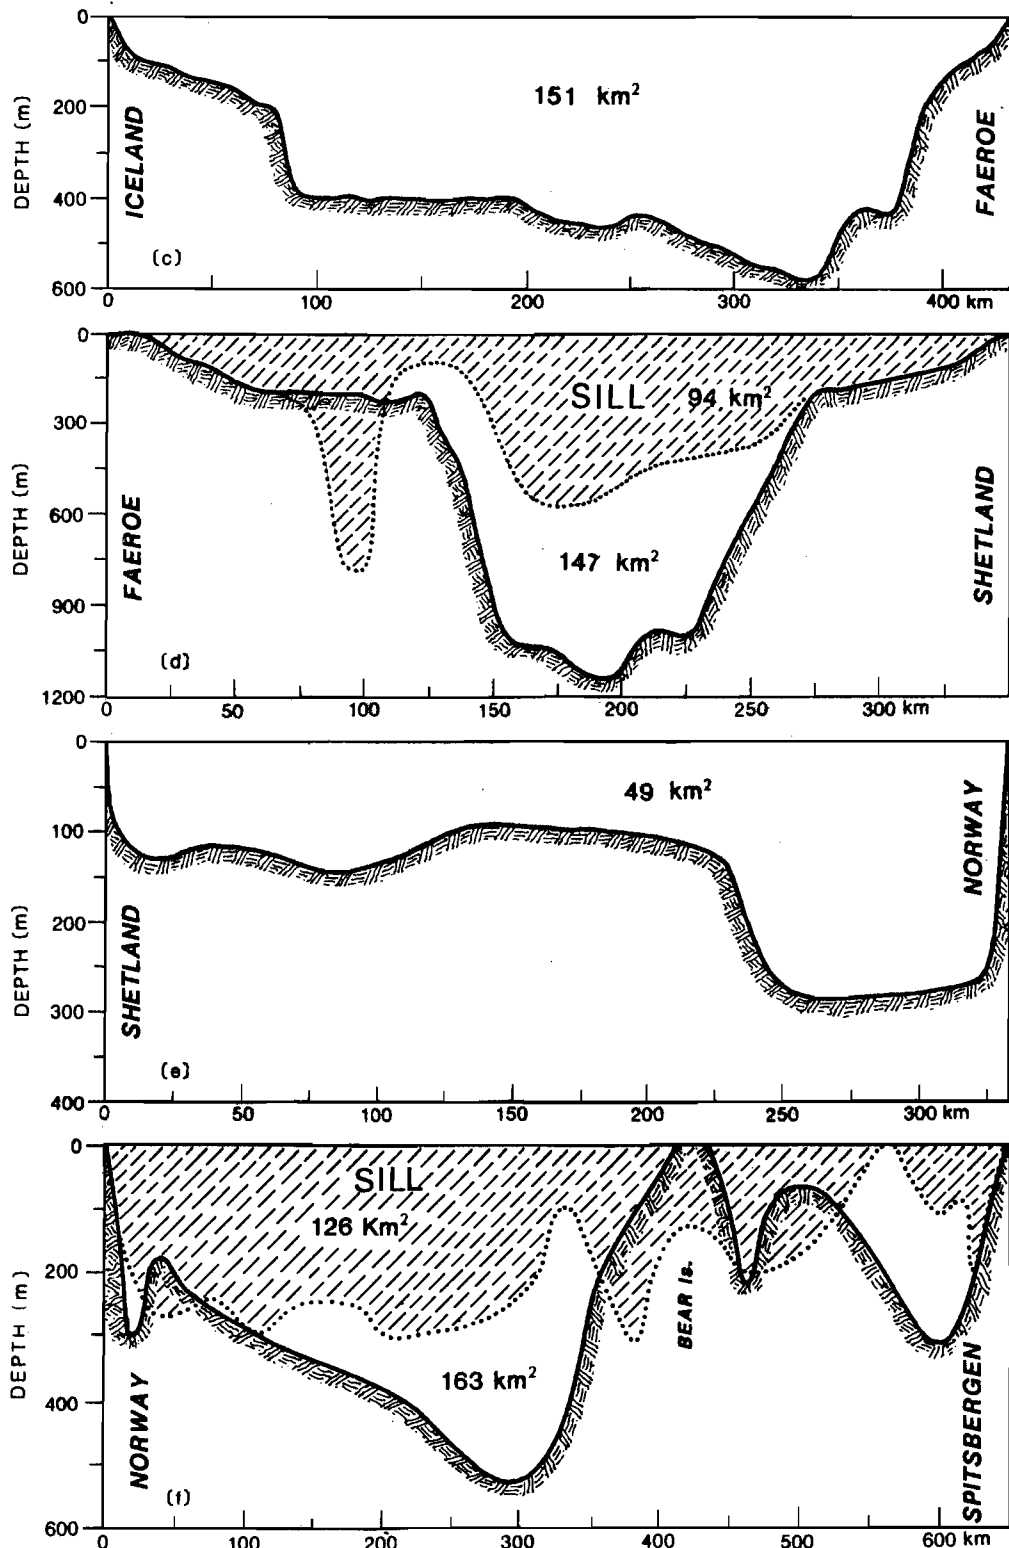 0
200
400
600
DEPTH (m)
ICELAND
151 km²
FAEROE
(c)
0 100 200 300 400 km
0
300
600
900
1200
DEPTH (m)
FAEROE
SILL 94 km²
147 km²
SHETLAND
(d)
0 50 100 150 200 250 300 km
0
100
200
300
400
DEPTH (m)
SHETLAND
49 km²
NORWAY
(e)
0 50 100 150 200 250 300 km
0
200
400
600
DEPTH (m)
NORWAY
SILL
126 Km²
163 km²
BEAR Is.
SPITSBERGEN
(f)
0 100 200 300 400 500 600 km